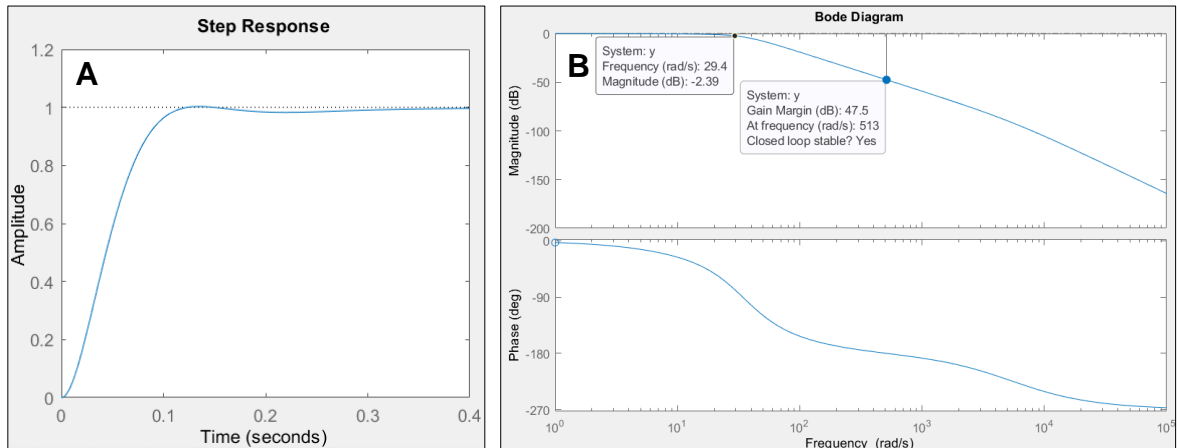 Step Response
A
Amplitude
1.2
1
0.8
0.6
0.4
0.2
0
0
0.1
0.2
0.3
0.4
Time (seconds)
Bode Diagram
B
Magnitude (dB)
0
-50
-100
-150
-200
System: y
Frequency (rad/s): 29.4
Magnitude (dB): -2.39
System: y
Gain Margin (dB): 47.5
At frequency (rad/s): 513
Closed loop stable? Yes
Phase (deg)
0
-90
-180
-270
10^0
10^1
10^2
10^3
10^4
10^5
Frequency (rad/s)